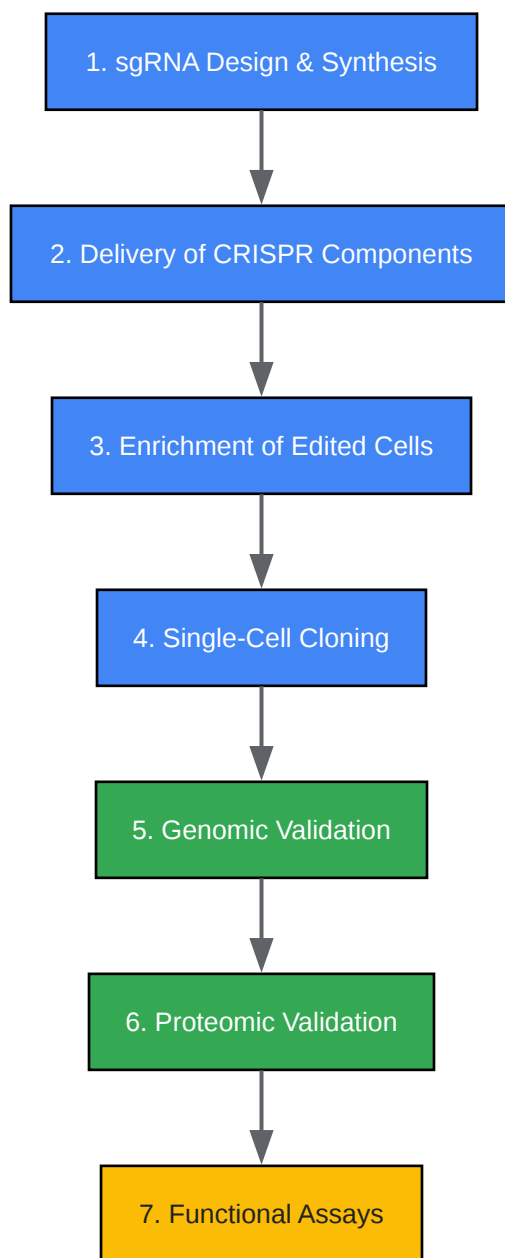 1. sgRNA Design & Synthesis
2. Delivery of CRISPR Components
3. Enrichment of Edited Cells
4. Single-Cell Cloning
5. Genomic Validation
6. Proteomic Validation
7. Functional Assays